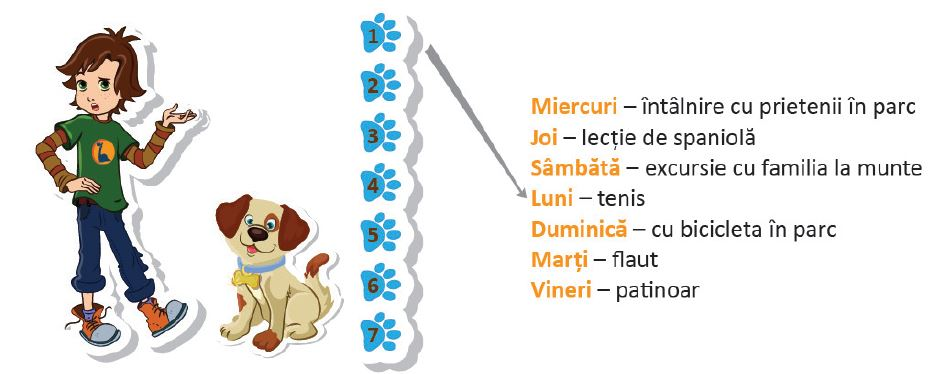 1
2
3
4
5
6
7
Miercuri – întâlnire cu prietenii în parc
Joi – lecție de spaniolă
Sâmbătă – excursie cu familia la munte
Luni – tenis
Duminică – cu bicicleta în parc
Marți – flaut
Vineri – patinoar